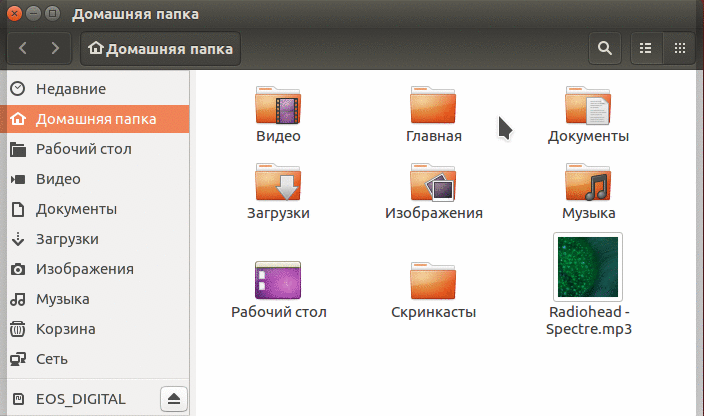 Домашняя папка
Домашняя папка
Недавние
Домашняя папка
Рабочий стол
Видео
Документы
Загрузки
Изображения
Музыка
Корзина
Сеть
EOS_DIGITAL
Видео
Главная
Документы
Загрузки
Изображения
Музыка
Рабочий стол
Скринкасты
Radiohead -
Spectre.mp3